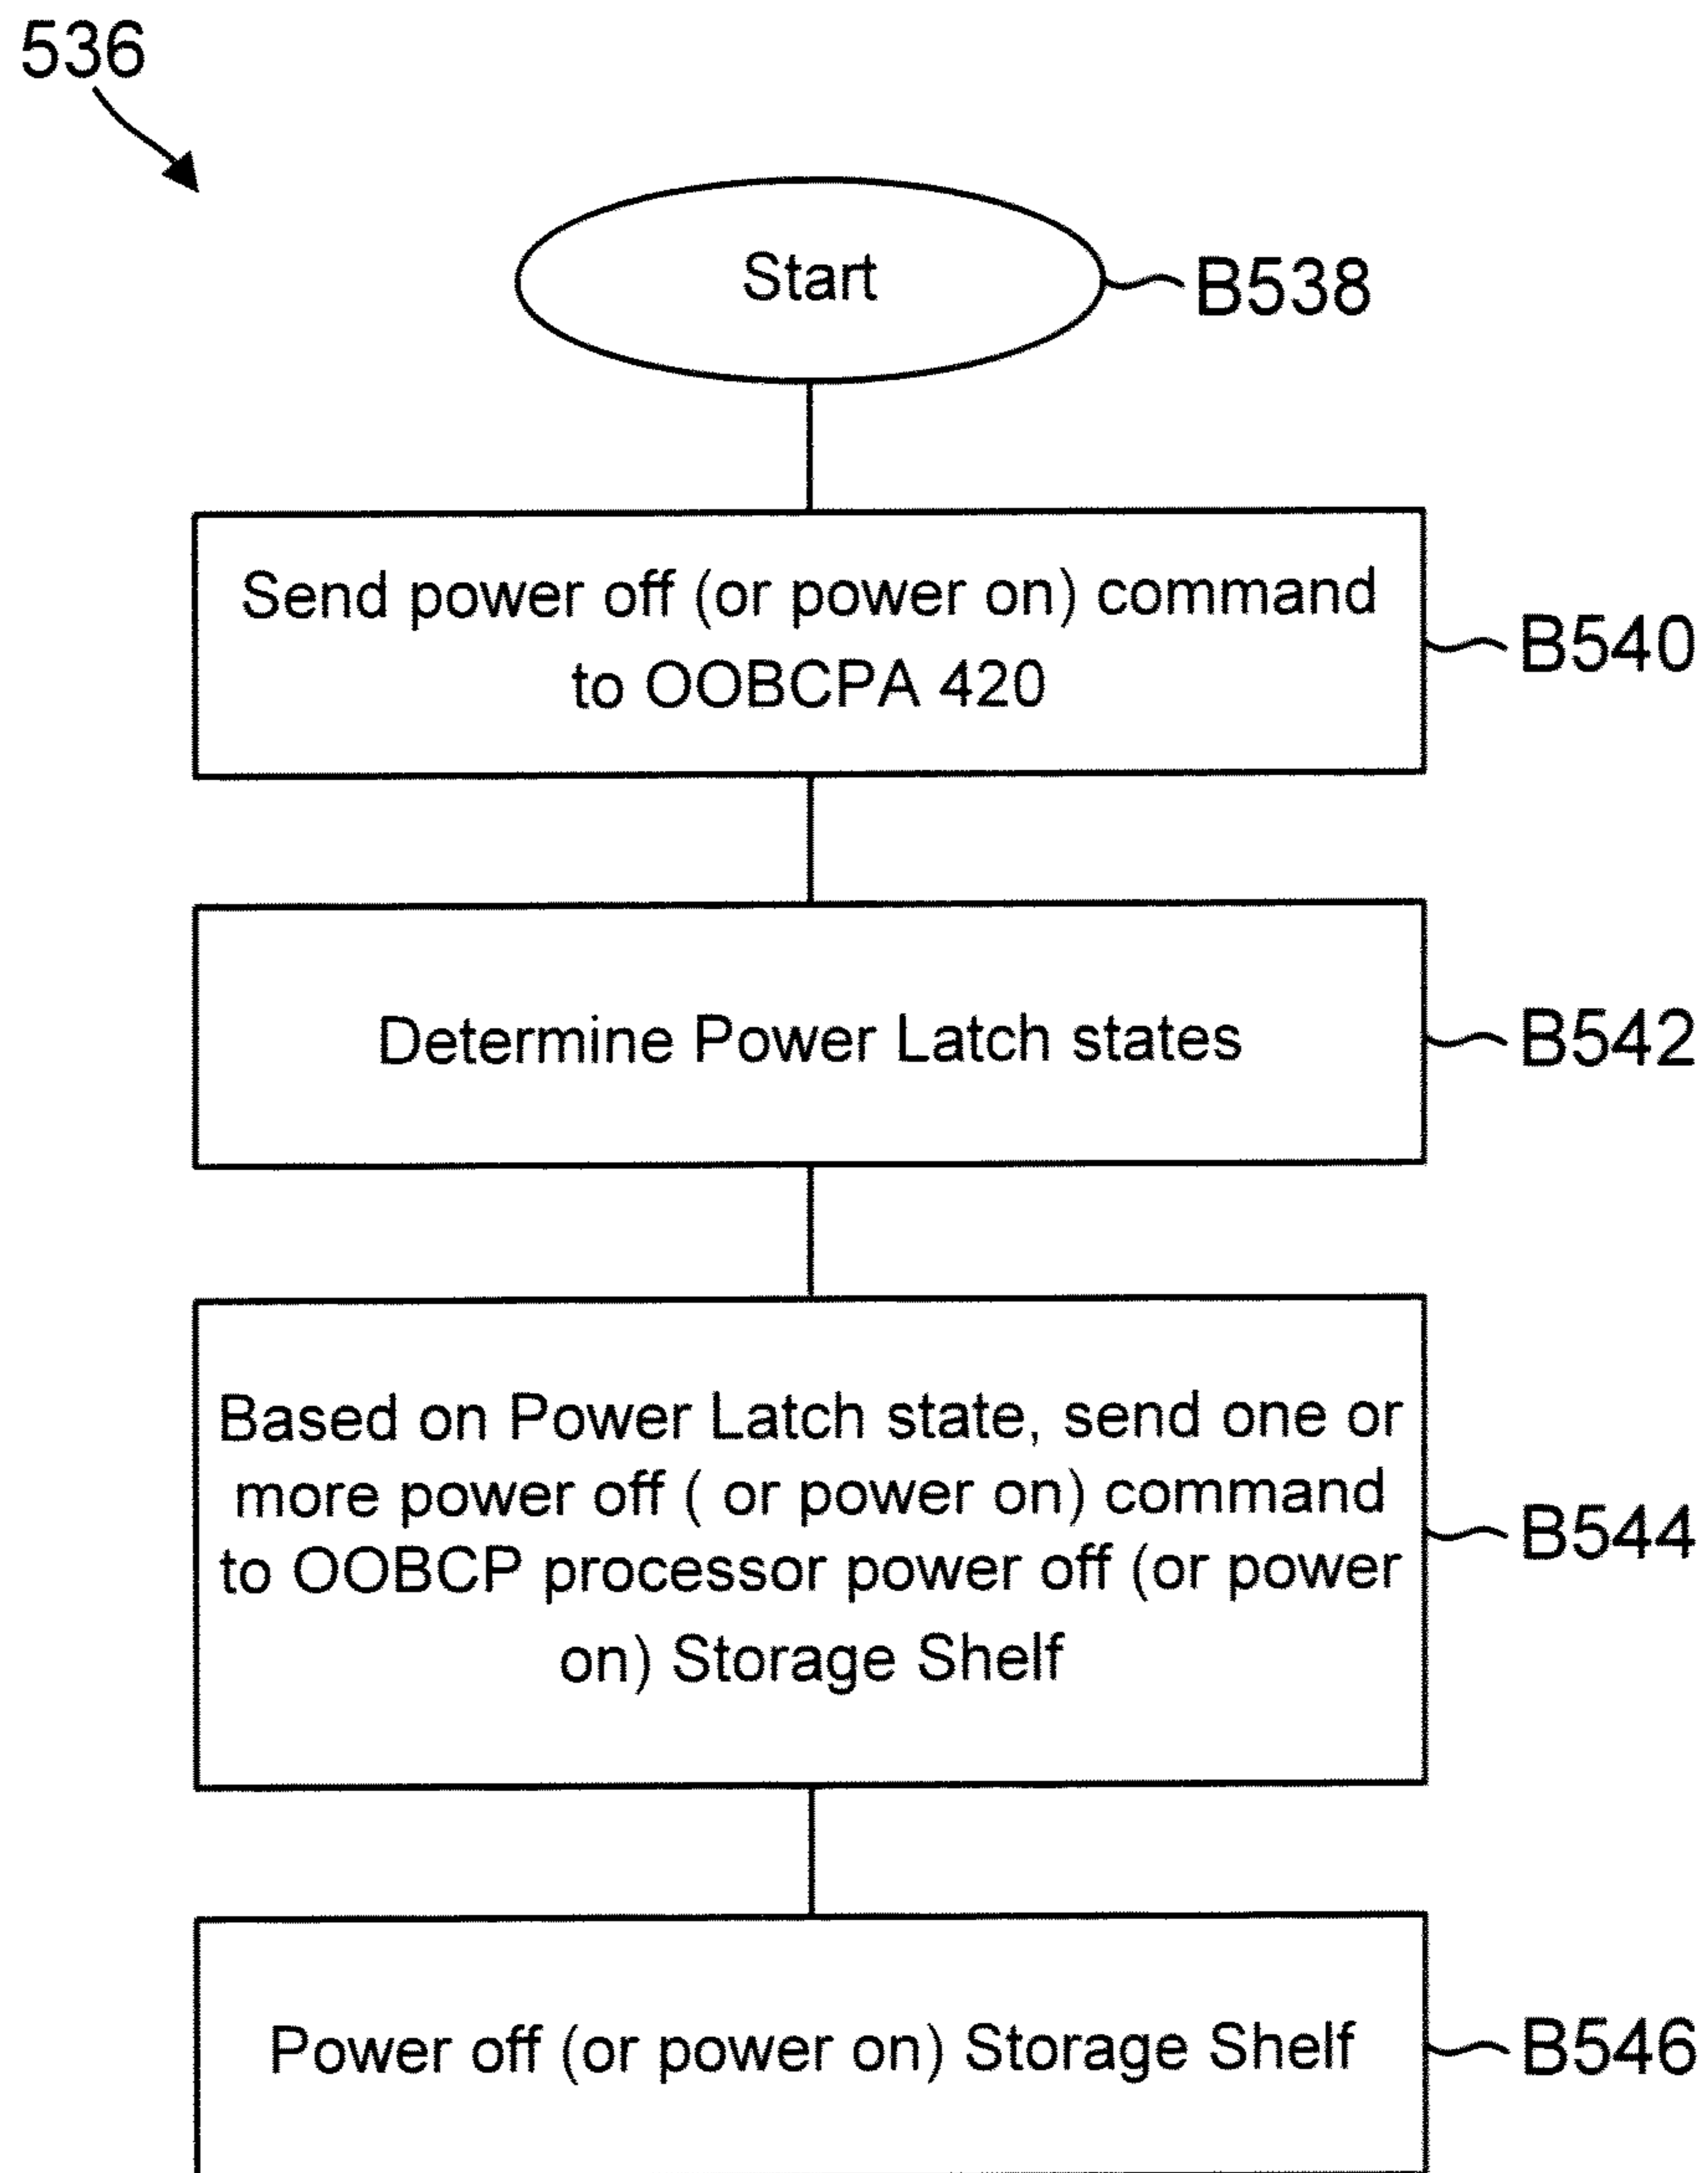 536
Start
B538
Send power off (or power on) command
to OOBCPA 420
B540
Determine Power Latch states
B542
Based on Power Latch state, send one or
more power off ( or power on) command
to OOBCP processor power off (or power
on) Storage Shelf
B544
Power off (or power on) Storage Shelf
B546